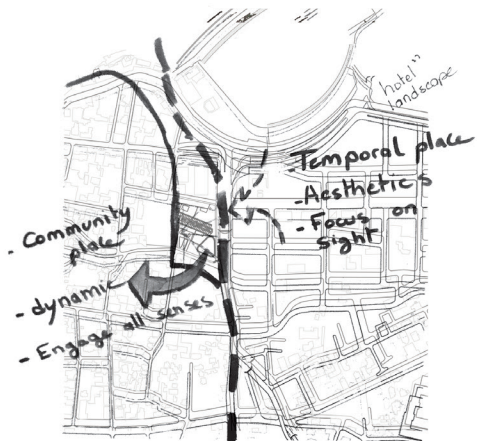 hotel"
landscape
-Temporal place
-Aesthetics
- Focus on
sight
- Community
place
- dynamic
- Engage all senses